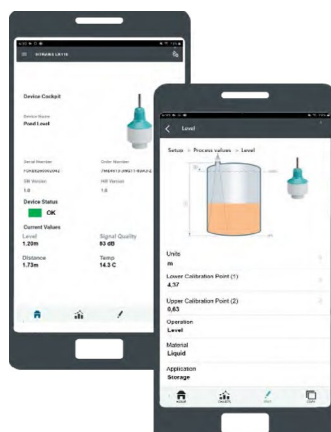 Device Cockpit
Device Name
Pond Level
Serial Number
Order Number
SW Version
HW Version
1.0
1.0
Device Status
OK
Current Values
Level
Signal Quality
1.20m
93 dB
Distance
Temp
1.73m
14.3 C
Level
Setup > Process values > Level
Units
m
Lower Calibration Point (1)
4,37
Upper Calibration Point (2)
0,63
Operation
Level
Material
Liquid
Application
Storage